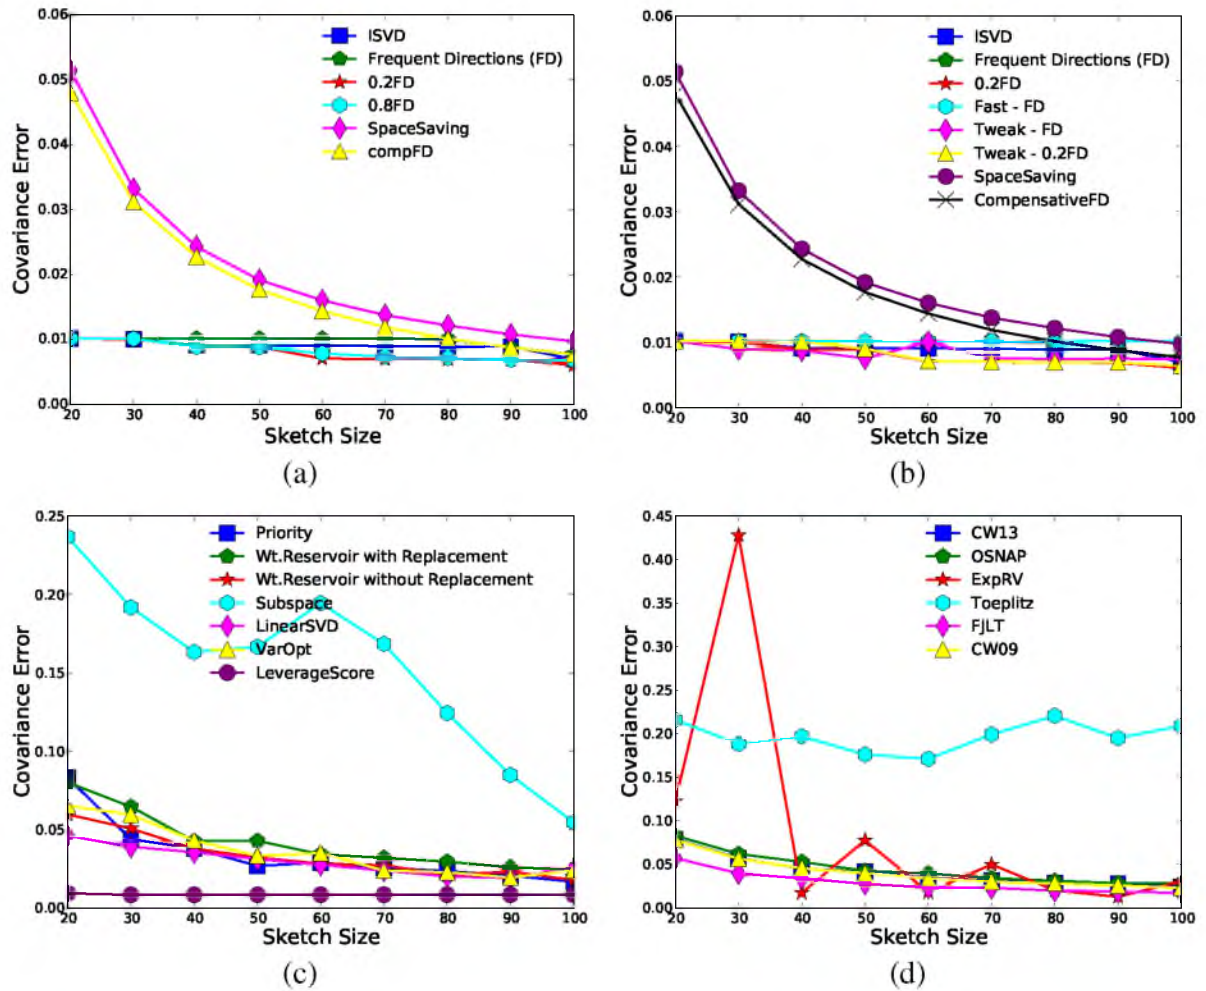 0.06
0.05
0.04
0.03
0.02
0.01
0.00
Covariance Error
iSVD
Frequent Directions (FD)
0.2FD
0.8FD
SpaceSaving
compFD
20 30 40 50 60 70 80 90 100
Sketch Size
(a)
0.06
0.05
0.04
0.03
0.02
0.01
0.00
Covariance Error
iSVD
Frequent Directions (FD)
0.2FD
Fast - FD
Tweak - FD
Tweak - 0.2FD
SpaceSaving
CompensativeFD
20 30 40 50 60 70 80 90 100
Sketch Size
(b)
0.25
0.20
0.15
0.10
0.05
0.00
Covariance Error
Priority
Wt.Reservoir with Replacement
Wt.Reservoir without Replacement
Subspace
LinearSVD
VarOpt
LeverageScore
20 30 40 50 60 70 80 90 100
Sketch Size
(c)
0.45
0.40
0.35
0.30
0.25
0.20
0.15
0.10
0.05
0.00
Covariance Error
CW13
OSNAP
ExpRV
Toeplitz
FJLT
CW09
20 30 40 50 60 70 80 90 100
Sketch Size
(d)